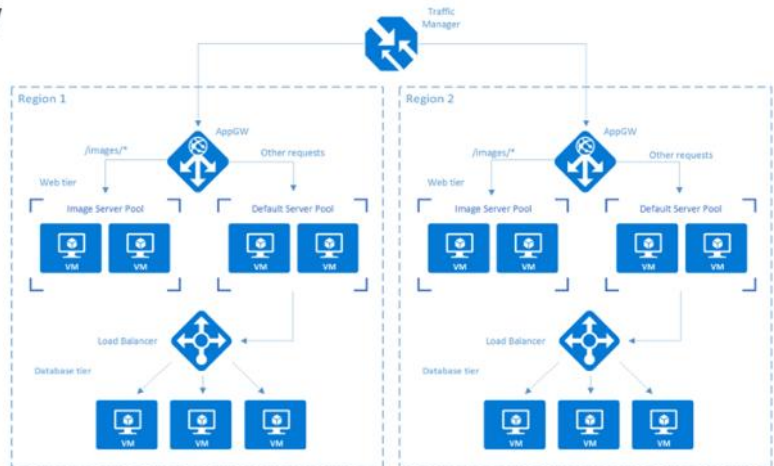 Traffic
Manager
Region 1
AppGW
/images/*
Other requests
Web tier
Image Server Pool
Default Server Pool
VM
VM
VM
VM
Load Balancer
Database tier
VM
VM
VM
Region 2
AppGW
/images/*
Other requests
Web tier
Image Server Pool
Default Server Pool
VM
VM
VM
VM
Load Balancer
Database tier
VM
VM
VM